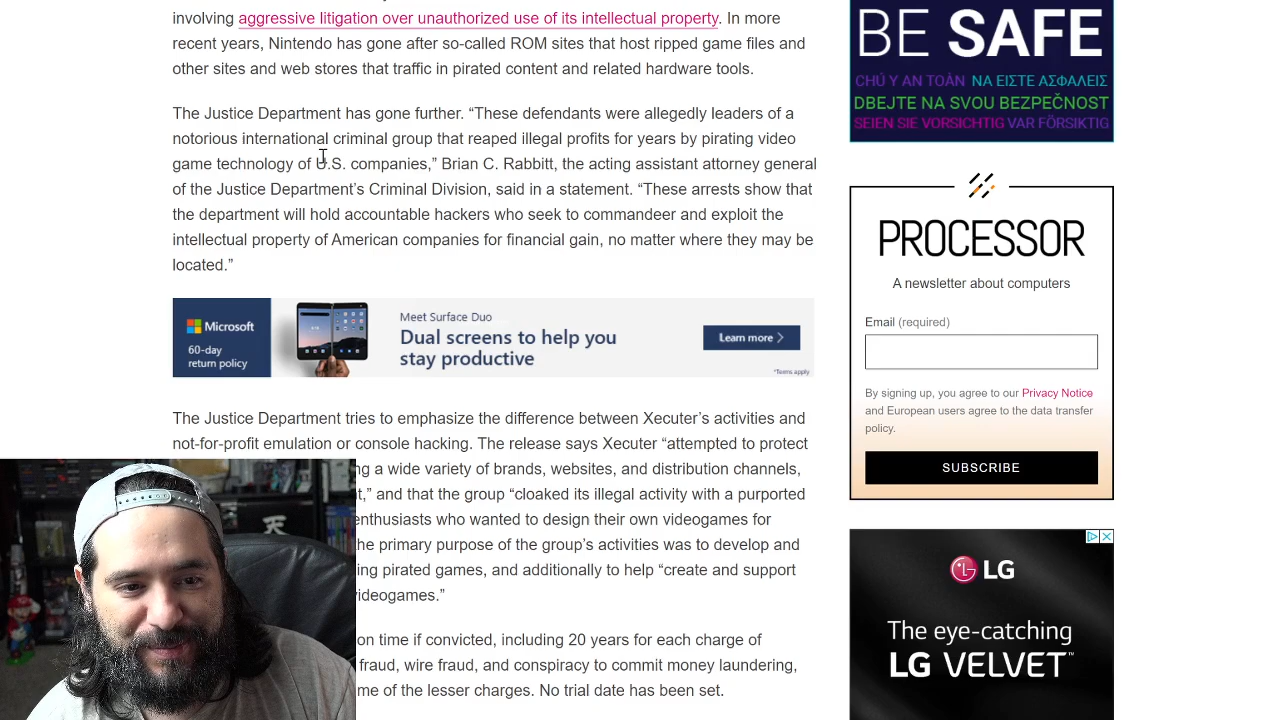 involving aggressive litigation over unauthorized use of its intellectual property. In more
recent years, Nintendo has gone after so-called ROM sites that host ripped game files and
other sites and web stores that traffic in pirated content and related hardware tools.
The Justice Department has gone further. “These defendants were allegedly leaders of a
notorious international criminal group that reaped illegal profits for years by pirating video
game technology of U.S. companies,” Brian C. Rabbitt, the acting assistant attorney general
of the Justice Department’s Criminal Division, said in a statement. “These arrests show that
the department will hold accountable hackers who seek to commandeer and exploit the
intellectual property of American companies for financial gain, no matter where they may be
located.”
Microsoft
60-day
return policy
Meet Surface Duo
Dual screens to help you
stay productive
Learn more
*Terms apply
The Justice Department tries to emphasize the difference between Xecuter’s activities and
not-for-profit emulation or console hacking. The release says Xecuter “attempted to protect
g a wide variety of brands, websites, and distribution channels,
t,” and that the group “cloaked its illegal activity with a purported
enthusiasts who wanted to design their own videogames for
he primary purpose of the group’s activities was to develop and
ing pirated games, and additionally to help “create and support
ideogames.”
on time if convicted, including 20 years for each charge of
fraud, wire fraud, and conspiracy to commit money laundering,
me of the lesser charges. No trial date has been set.
BE SAFE
CHÚ Ý AN TOÀN ΝΑ ΕΙΣΤΕ ΑΣΦΑΛΕΙΣ
DBEJTE NA SVOU BEZPEČNOST
SEIEN SIE VORSICHTIG VAR FÖRSIKTIG
PROCESSOR
A newsletter about computers
Email (required)
By signing up, you agree to our Privacy Notice
and European users agree to the data transfer
policy.
SUBSCRIBE
LG
The eye-catching
LG VELVET™